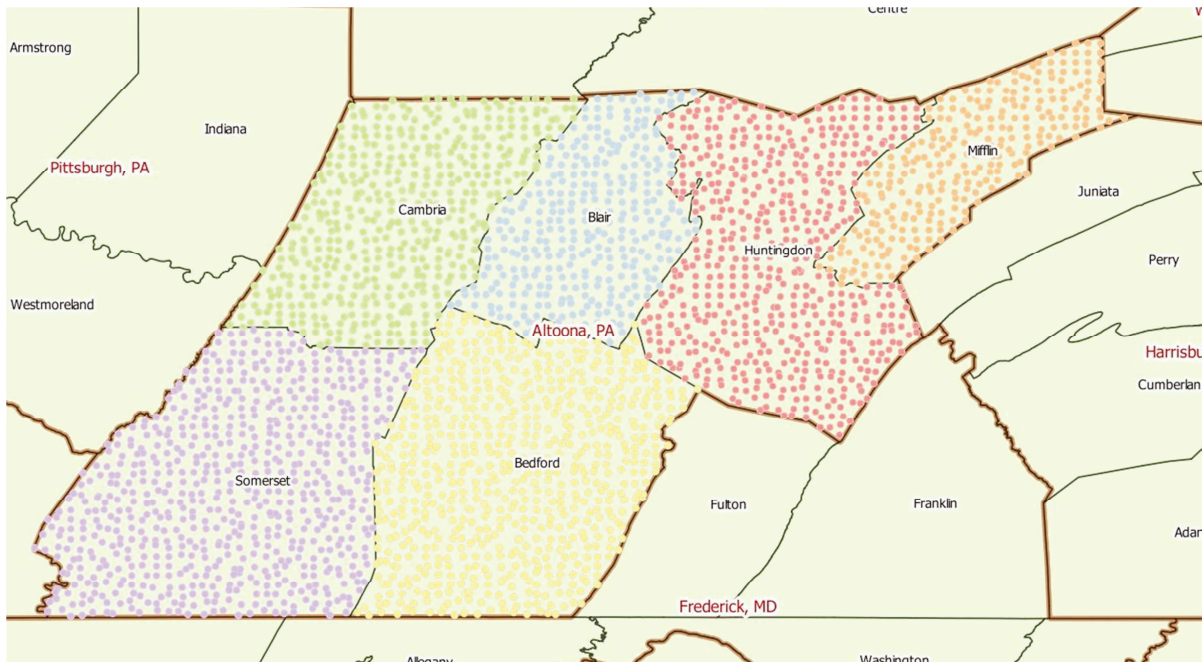 Centre
Armstrong
Indiana
Pittsburgh, PA
Mifflin
Juniata
Cambria
Blair
Huntingdon
Perry
Westmoreland
Altoona, PA
Harrisbu
Cumberlan
Bedford
Somerset
Fulton
Franklin
Adar
Frederick, MD
Allegany
Washington